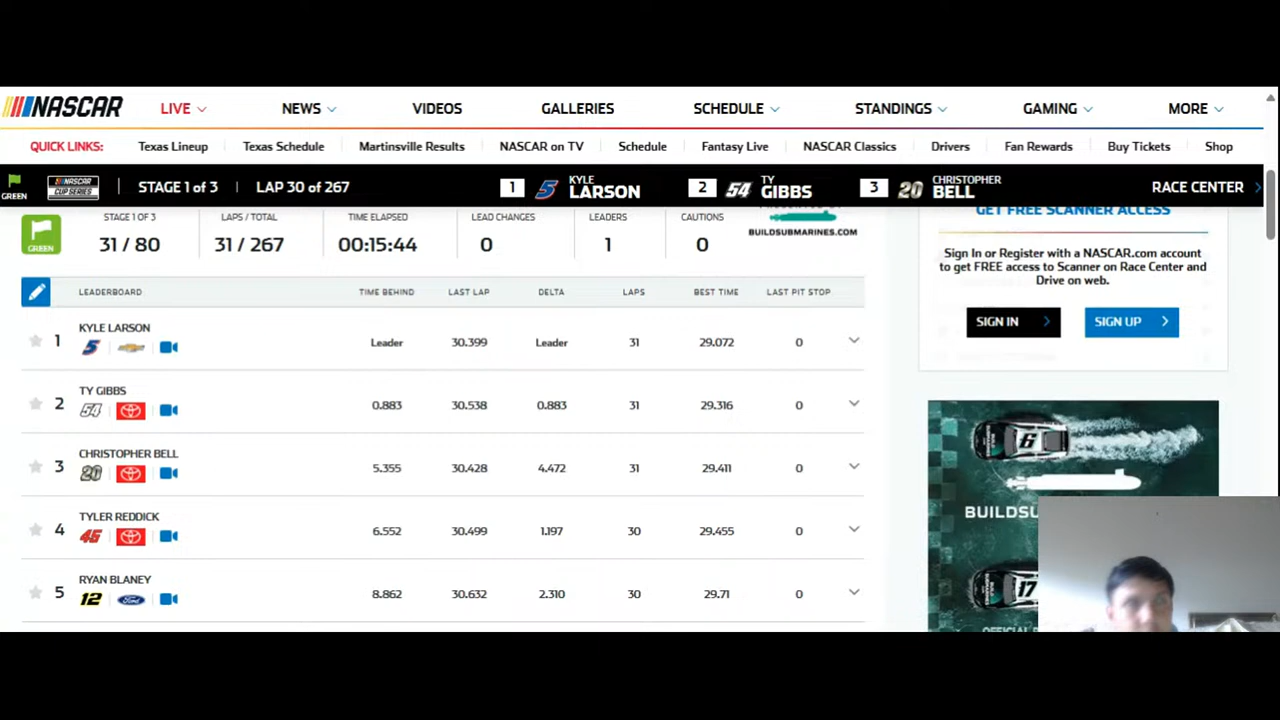 NASCAR LIVE NEWS VIDEOS GALLERIES SCHEDULE STANDINGS GAMING MORE
QUICK LINKS: Texas Lineup Texas Schedule Martinsville Results NASCAR on TV Schedule Fantasy Live NASCAR Classics Drivers Fan Rewards Buy Tickets Shop
GREEN NASCAR CUP SERIES STAGE 1 OF 3 LAP 30 OF 267 1 5 KYLE LARSON 2 54 TY GIBBS 3 20 CHRISTOPHER BELL RACE CENTER
GREEN
STAGE 1 OF 3 LAPS / TOTAL TIME ELAPSED LEAD CHANGES LEADERS CAUTIONS
31 / 80 31 / 267 00:15:44 0 1 0
BUILDSUBMARINES.COM
LEADERBOARD TIME BEHIND LAST LAP DELTA LAPS BEST TIME LAST PIT STOP
1 KYLE LARSON 5 Leader 30.399 Leader 31 29.072 0
2 TY GIBBS 54 0.883 30.538 0.883 31 29.316 0
3 CHRISTOPHER BELL 20 5.355 30.428 4.472 31 29.411 0
4 TYLER REDDICK 45 6.552 30.499 1.197 30 29.455 0
5 RYAN BLANEY 12 Ford 8.862 30.632 2.310 30 29.71 0
GET FREE SCANNER ACCESS
Sign In or Register with a NASCAR.com account
to get FREE access to Scanner on Race Center and
Drive on web.
SIGN IN SIGN UP
6
BUILDSU
17